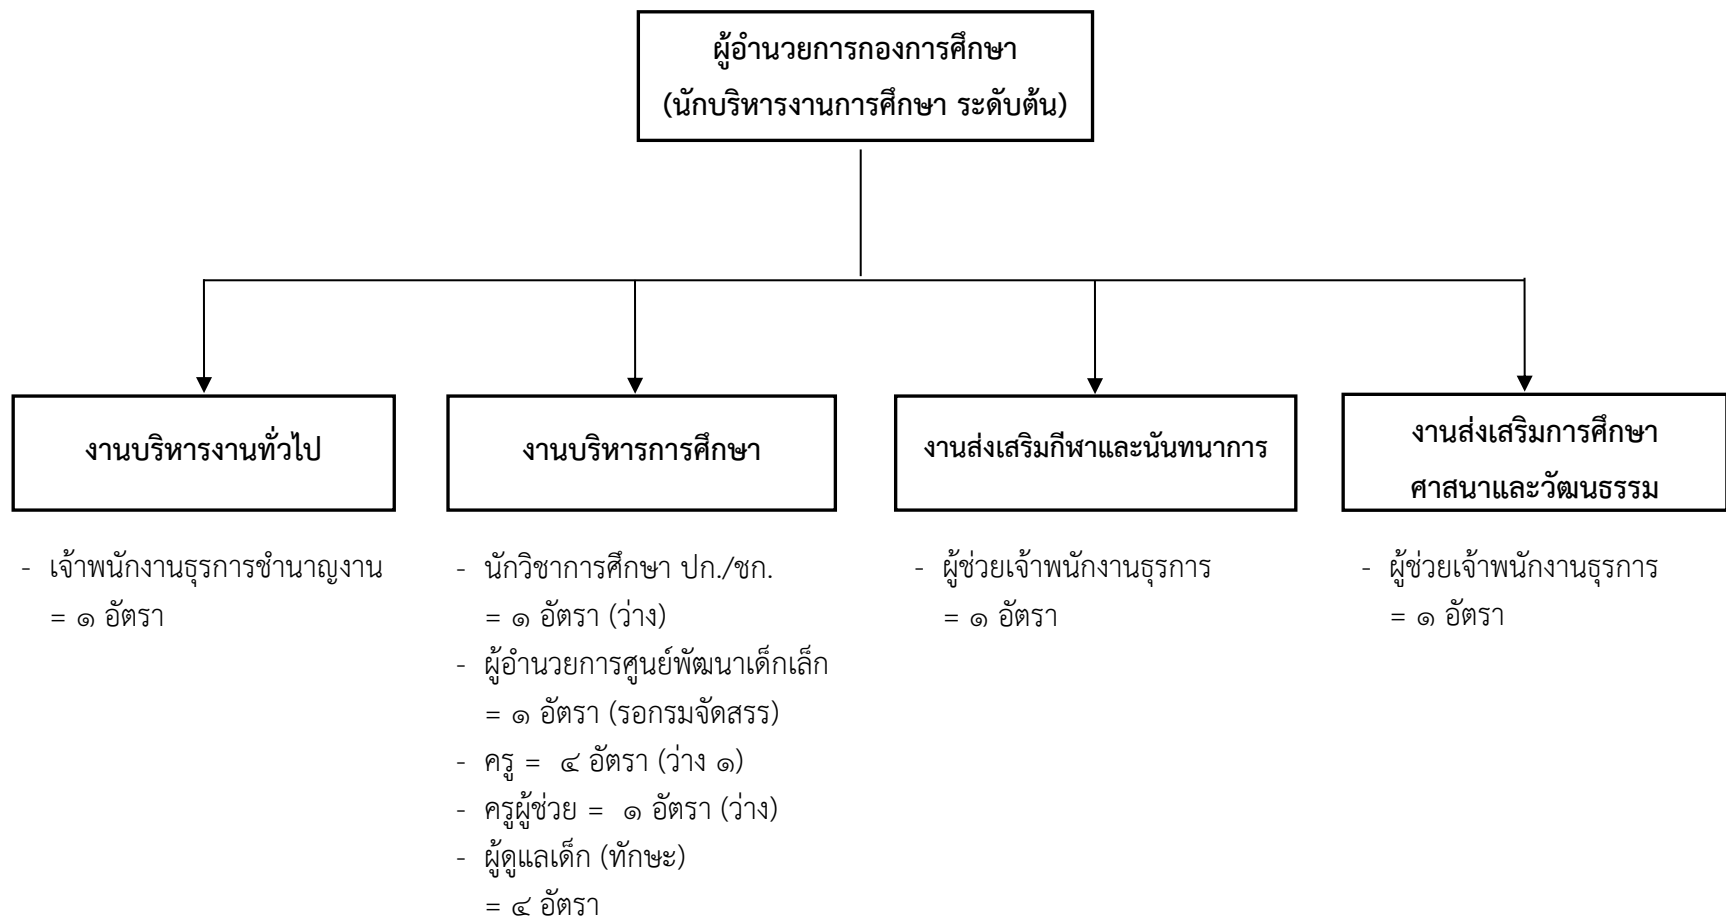 ผู้อำนวยการกองการศึกษา
(นักบริหารงานการศึกษา ระดับต้น)
งานบริหารงานทั่วไป
- เจ้าพนักงานธุรการชำนาญงาน
= ๑ อัตรา
งานบริหารการศึกษา
- นักวิชาการศึกษา ปก./ชก.
= ๑ อัตรา (ว่าง)
- ผู้อำนวยการศูนย์พัฒนาเด็กเล็ก
= ๑ อัตรา (รอกรมจัดสรร)
- ครู = ๔ อัตรา (ว่าง ๑)
- ครูผู้ช่วย = ๑ อัตรา (ว่าง)
- ผู้ดูแลเด็ก (ทักษะ)
= ๔ อัตรา
งานส่งเสริมกีฬาและนันทนาการ
- ผู้ช่วยเจ้าพนักงานธุรการ
= ๑ อัตรา
งานส่งเสริมการศึกษา
ศาสนาและวัฒนธรรม
- ผู้ช่วยเจ้าพนักงานธุรการ
= ๑ อัตรา